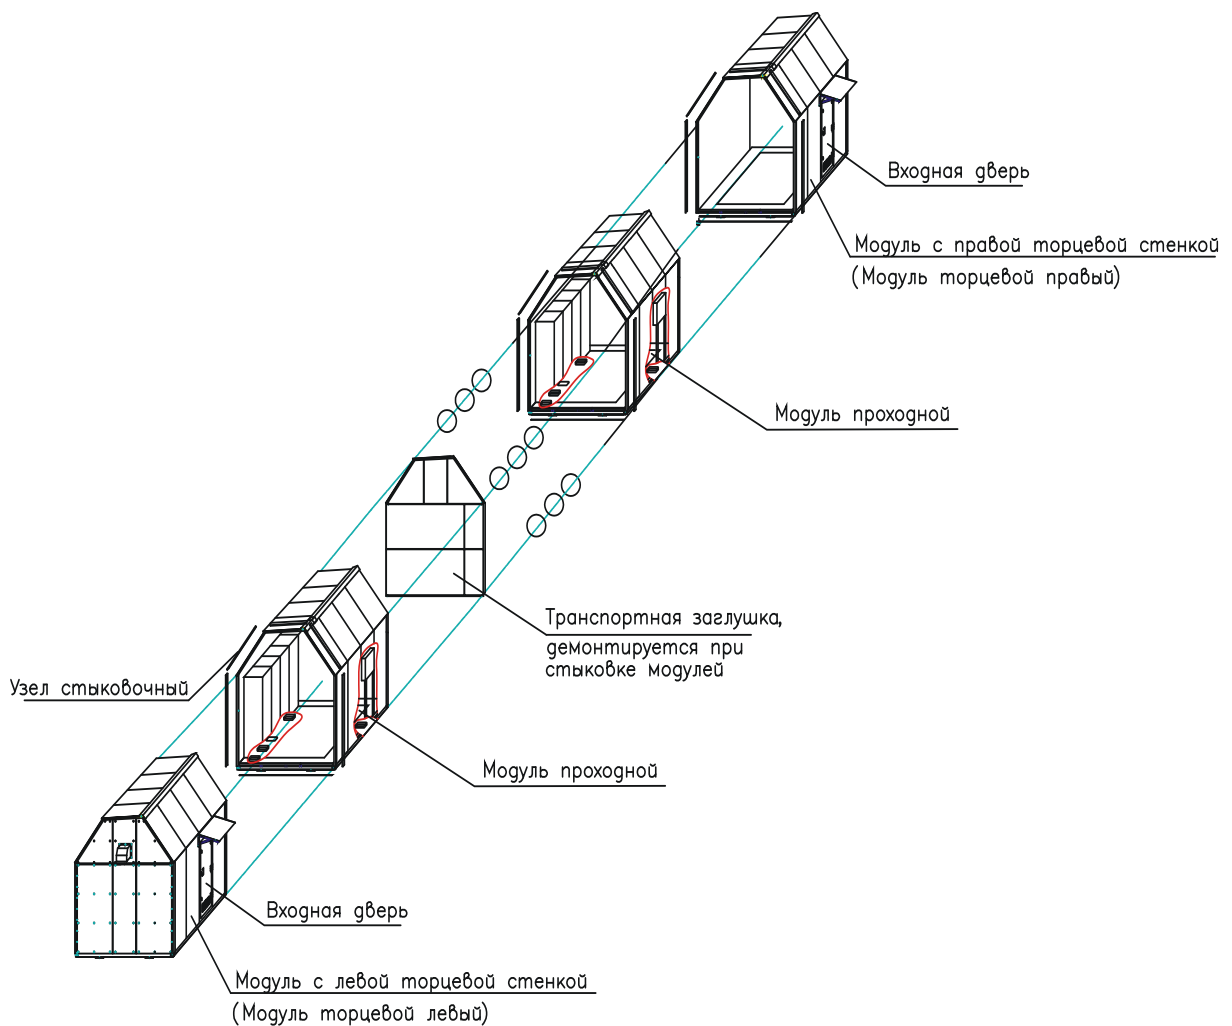 Входная дверь
Модуль с правой торцевой стенкой
(Модуль торцевой правый)
Модуль проходной
Транспортная заглушка,
демонтируется при
стыковке модулей
Узел стыковочный
Модуль проходной
Входная дверь
Модуль с левой торцевой стенкой
(Модуль торцевой левый)